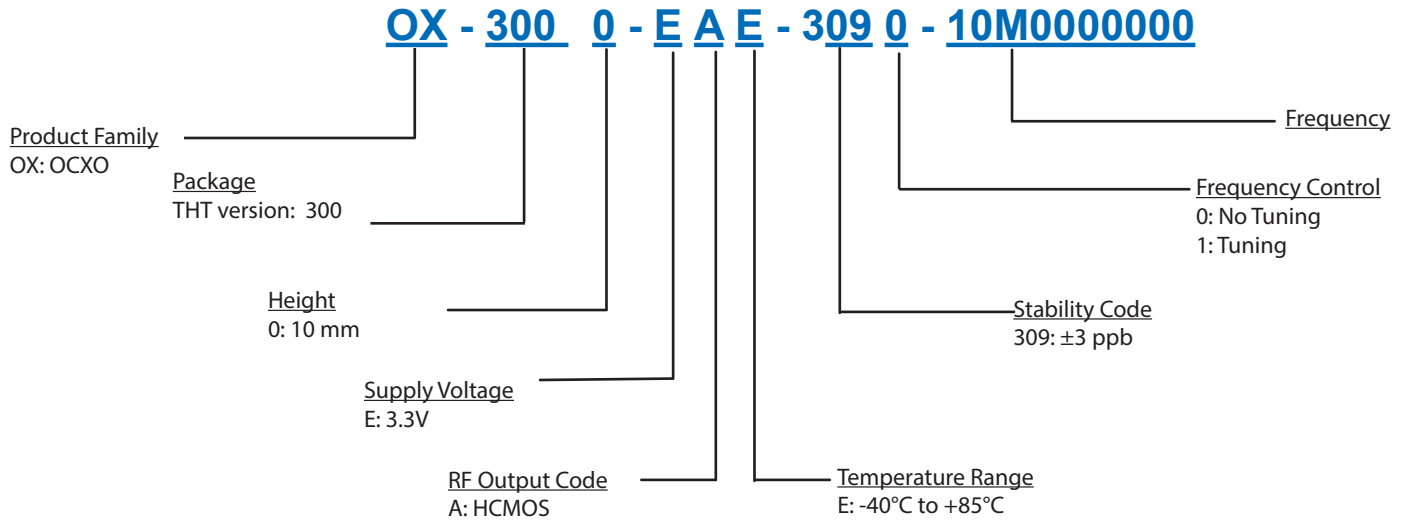 OX - 300 0 - E A E - 309 0 - 10M0000000
Product Family
OX: OCXO
Package
THT version: 300
Height
0: 10 mm
Supply Voltage
E: 3.3V
RF Output Code
A: HCMOS
Temperature Range
E: -40°C to +85°C
Stability Code
309: ±3 ppb
Frequency Control
0: No Tuning
1: Tuning
Frequency